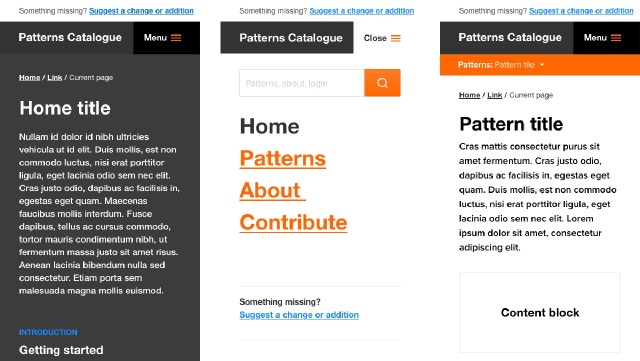 Something missing? Suggest a change or addition
Patterns Catalogue
Menu
Home / Link / Current page
Home title
Nullam id dolor id nibh ultricies
vehicula ut id elit. Duis mollis, est non
commodo luctus, nisi erat porttitor
ligula, eget lacinia odio sem nec elit.
Cras justo odio, dapibus ac facilisis in,
egestas eget quam. Maecenas
faucibus mollis interdum. Fusce
dapibus, tellus ac cursus commodo,
tortor mauris condimentum nibh, ut
fermentum massa justo sit amet risus.
Aenean lacinia bibendum nulla sed
consectetur. Etiam porta sem
malesuada magna mollis euismod.
INTRODUCTION
Getting started
Something missing? Suggest a change or addition
Patterns Catalogue
Close
Patterns, about, login
Home
Patterns
About
Contribute
Something missing?
Suggest a change or addition
Something missing? Suggest a change or addition
Patterns Catalogue
Menu
Patterns: Pattern tile
Home / Link / Current page
Pattern title
Cras mattis consectetur purus sit
amet fermentum. Cras justo odio,
dapibus ac facilisis in, egestas eget
quam. Duis mollis, est non commodo
luctus, nisi erat porttitor ligula, eget
lacinia odio sem nec elit. Lorem
ipsum dolor sit amet, consectetur
adipiscing elit.
Content block